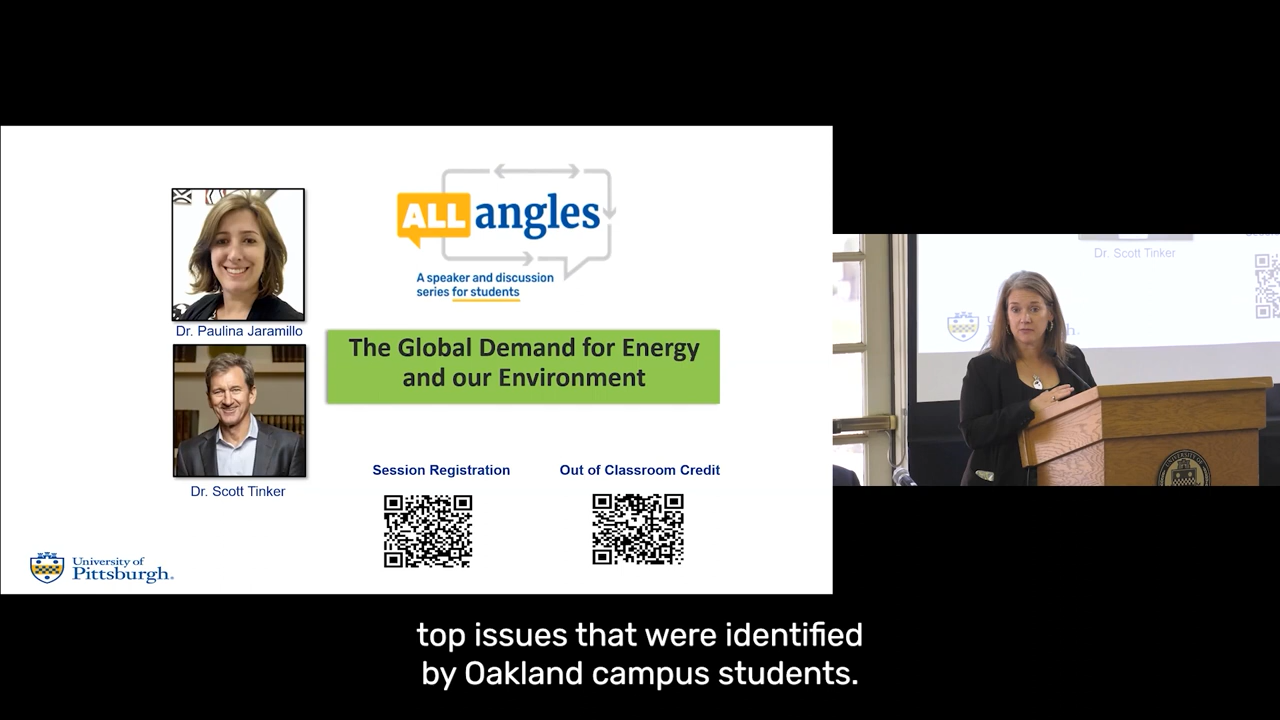 ALL angles
A speaker and discussion
series for students
Dr. Paulina Jaramillo
The Global Demand for Energy
and our Environment
Dr. Scott Tinker
Session Registration
Out of Classroom Credit
University of
Pittsburgh.
Dr. Scott Tinker
UNIVERSITY OF
top issues that were identified
by Oakland campus students.